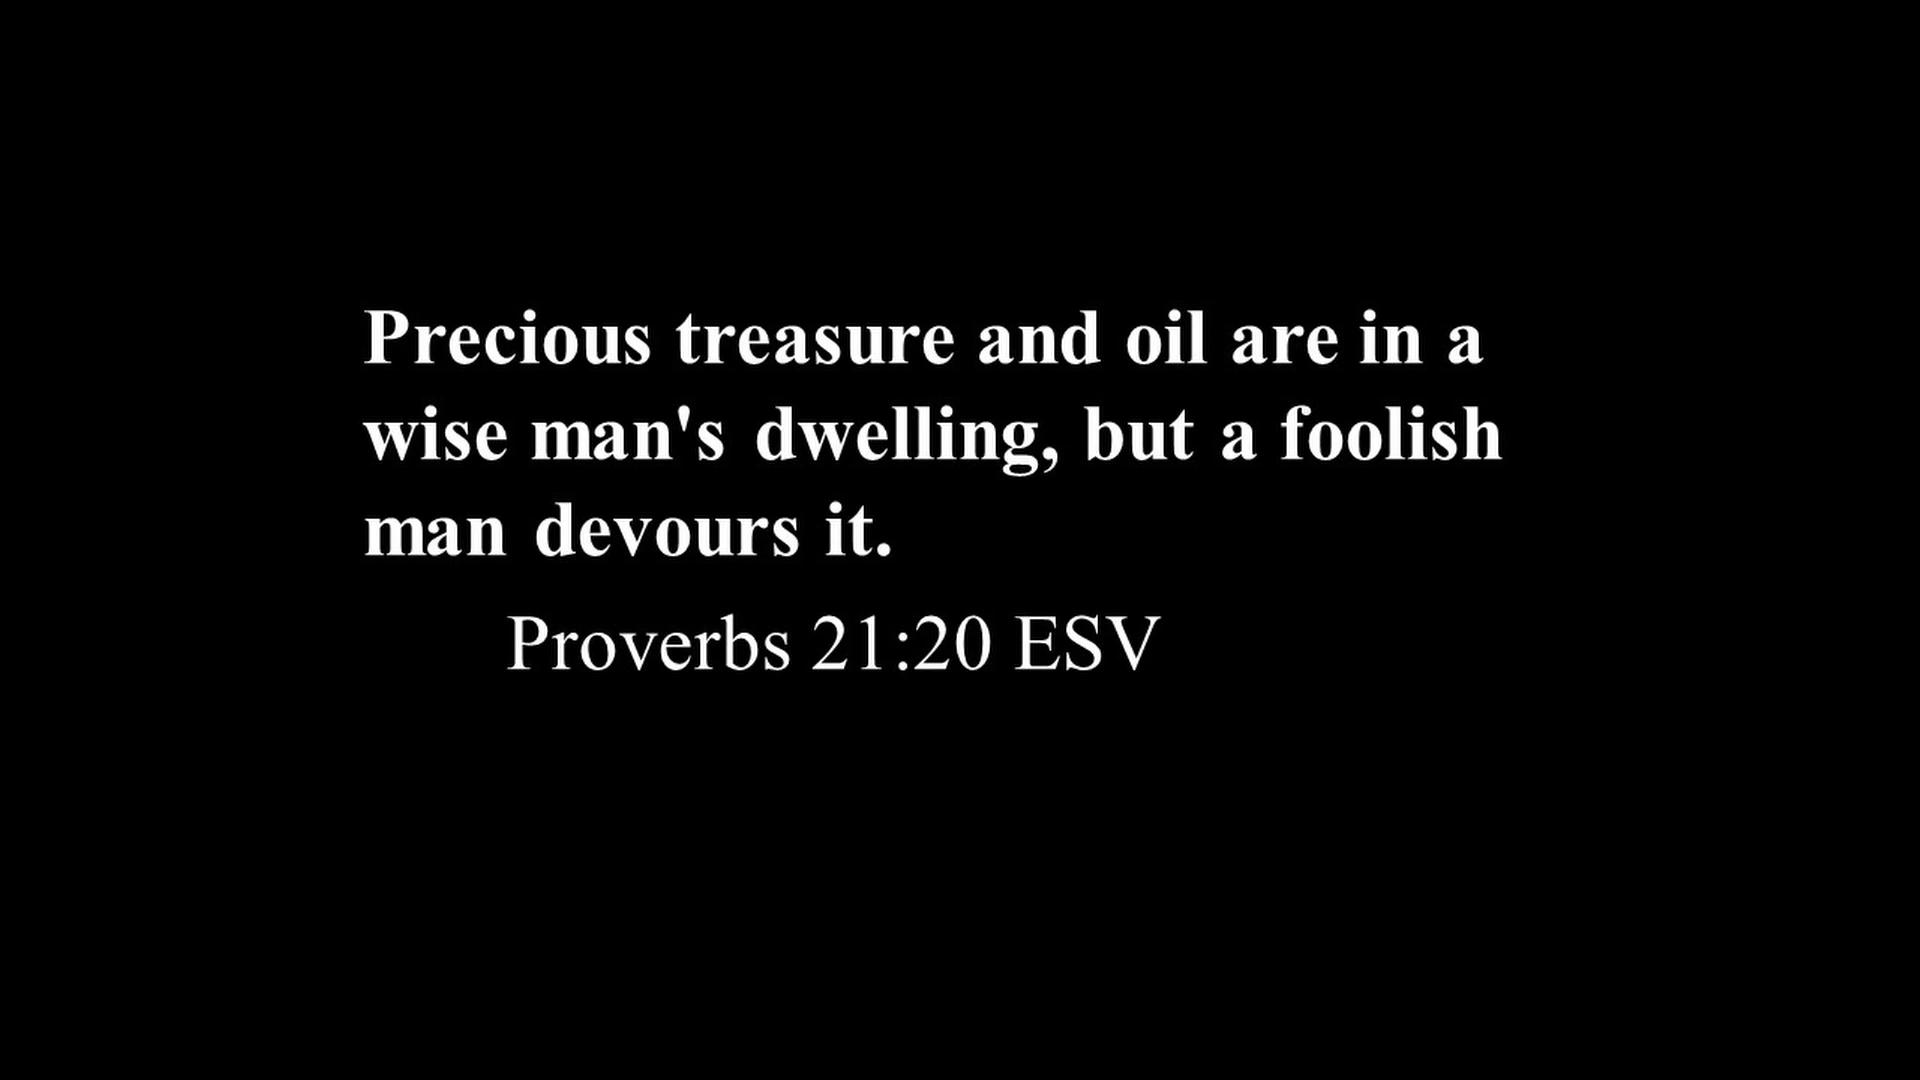 Precious treasure and oil are in a
wise man's dwelling, but a foolish
man devours it.
Proverbs 21:20 ESV